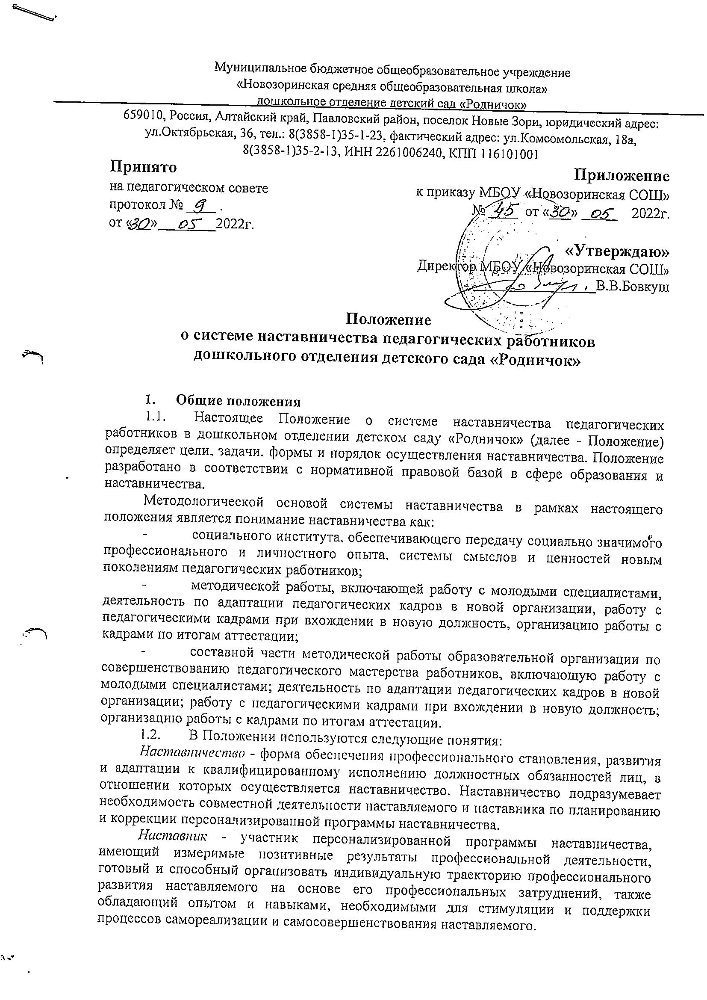 Муниципальное бюджетное общеобразовательное учреждение
«Новозоринская средняя общеобразовательная школа»
дошкольное отделение детский сад «Родничок»
659010, Россия, Алтайский край, Павловский район, поселок Новые Зори, юридический адрес:
ул.Октябрьская, 36, тел.: 8(3858-1)35-1-23, фактический адрес: ул.Комсомольская, 18а,
8(3858-1)35-2-13, ИНН 2261006240, КПП 116101001
Принято
на педагогическом совете
протокол № 9 .
от «30» 05 2022г.
Приложение
к приказу МБОУ «Новозоринская СОШ»
№ 45 от «30» 05 2022г.
«Утверждаю»
Директор МБОУ «Новозоринская СОШ»
В.В.Бовкуш
Положение
о системе наставничества педагогических работников
дошкольного отделения детского сада «Родничок»
1. Общие положения
1.1. Настоящее Положение о системе наставничества педагогических
работников в дошкольном отделении детском саду «Родничок» (далее - Положение)
определяет цели, задачи, формы и порядок осуществления наставничества. Положение
разработано в соответствии с нормативной правовой базой в сфере образования и
наставничества.
Методологической основой системы наставничества в рамках настоящего
положения является понимание наставничества как:
- социального института, обеспечивающего передачу социально значимого
профессионального и личностного опыта, системы смыслов и ценностей новым
поколениям педагогических работников;
- методической работы, включающей работу с молодыми специалистами,
деятельность по адаптации педагогических кадров в новой организации, работу с
педагогическими кадрами при вхождении в новую должность, организацию работы с
кадрами по итогам аттестации;
- составной части методической работы образовательной организации по
совершенствованию педагогического мастерства работников, включающую работу с
молодыми специалистами; деятельность по адаптации педагогических кадров в новой
организации; работу с педагогическими кадрами при вхождении в новую должность;
организацию работы с кадрами по итогам аттестации.
1.2. В Положении используются следующие понятия:
Наставничество - форма обеспечения профессионального становления, развития
и адаптации к квалифицированному исполнению должностных обязанностей лиц, в
отношении которых осуществляется наставничество. Наставничество подразумевает
необходимость совместной деятельности наставляемого и наставника по планированию
и коррекции персонализированной программы наставничества.
Наставник - участник персонализированной программы наставничества,
имеющий измеримые позитивные результаты профессиональной деятельности,
готовый и способный организовать индивидуальную траекторию профессионального
развития наставляемого на основе его профессиональных затруднений, также
обладающий опытом и навыками, необходимыми для стимуляции и поддержки
процессов самореализации и самосовершенствования наставляемого.